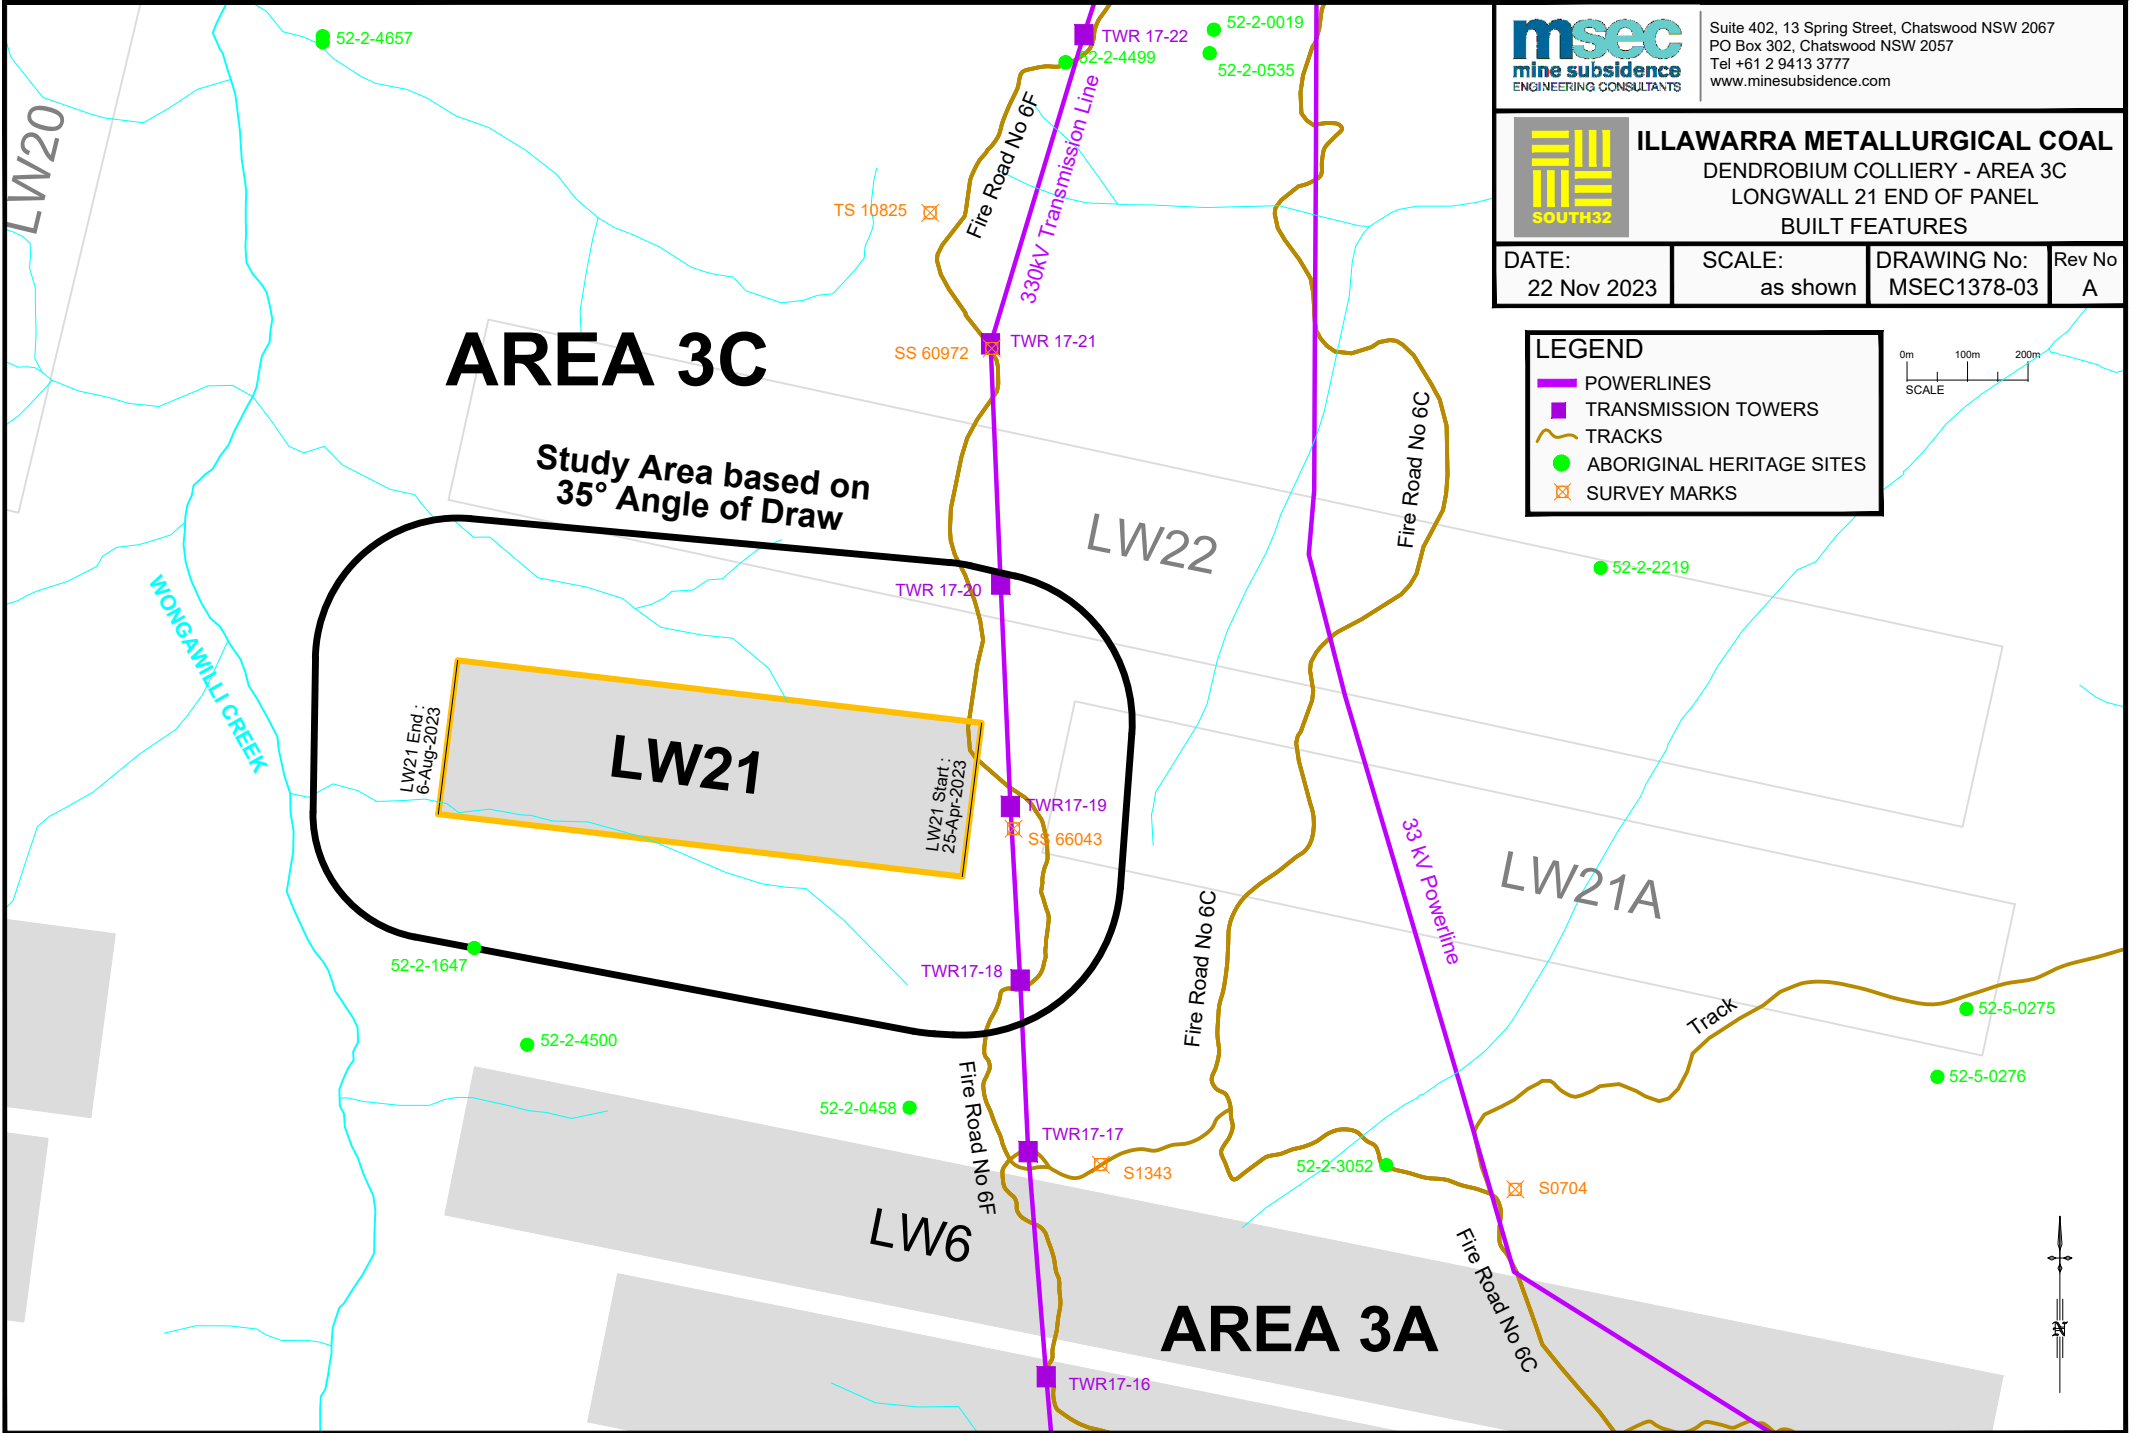 msec
mine subsidence
ENGINEERING CONSULTANTS
Suite 402, 13 Spring Street, Chatswood NSW 2067
PO Box 302, Chatswood NSW 2057
Tel +61 2 9413 3777
www.minesubsidence.com
SOUTH32
ILLAWARRA METALLURGICAL COAL
DENDROBIUM COLLIERY - AREA 3C
LONGWALL 21 END OF PANEL
BUILT FEATURES
DATE:
22 Nov 2023
SCALE:
as shown
DRAWING No:
MSEC1378-03
Rev No
A
LEGEND
POWERLINES
TRANSMISSION TOWERS
TRACKS
ABORIGINAL HERITAGE SITES
SURVEY MARKS
0m 100m 200m
SCALE
52-2-4657
TWR 17-22
52-2-4499
52-2-0019
52-2-0535
LW20
Fire Road No 6F
330kV Transmission Line
TS 10825
AREA 3C
SS 60972
TWR 17-21
Study Area based on
35° Angle of Draw
Fire Road No 6C
LW22
52-2-2219
TWR 17-20
WONGAWILLI CREEK
LW21 End :
6-Aug-2023
LW21
LW21 Start :
25-Apr-2023
TWR17-19
SS 66043
33 kV Powerline
LW21A
Fire Road No 6C
52-2-1647
TWR17-18
Track
52-5-0275
52-2-4500
52-5-0276
52-2-0458
Fire Road No 6F
TWR17-17
S1343
52-2-3052
S0704
LW6
Fire Road No 6C
AREA 3A
TWR17-16
N